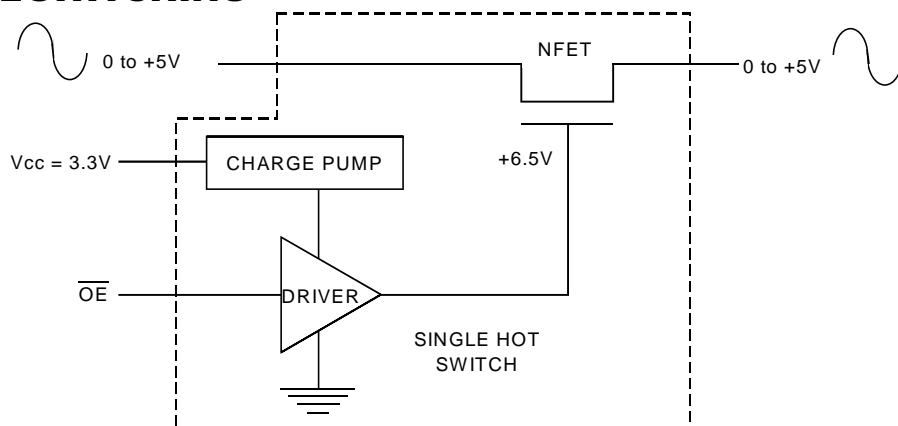 NFET
0 to +5V
0 to +5V
Vcc = 3.3V
CHARGE PUMP
+6.5V
OE
DRIVER
SINGLE HOT
SWITCH